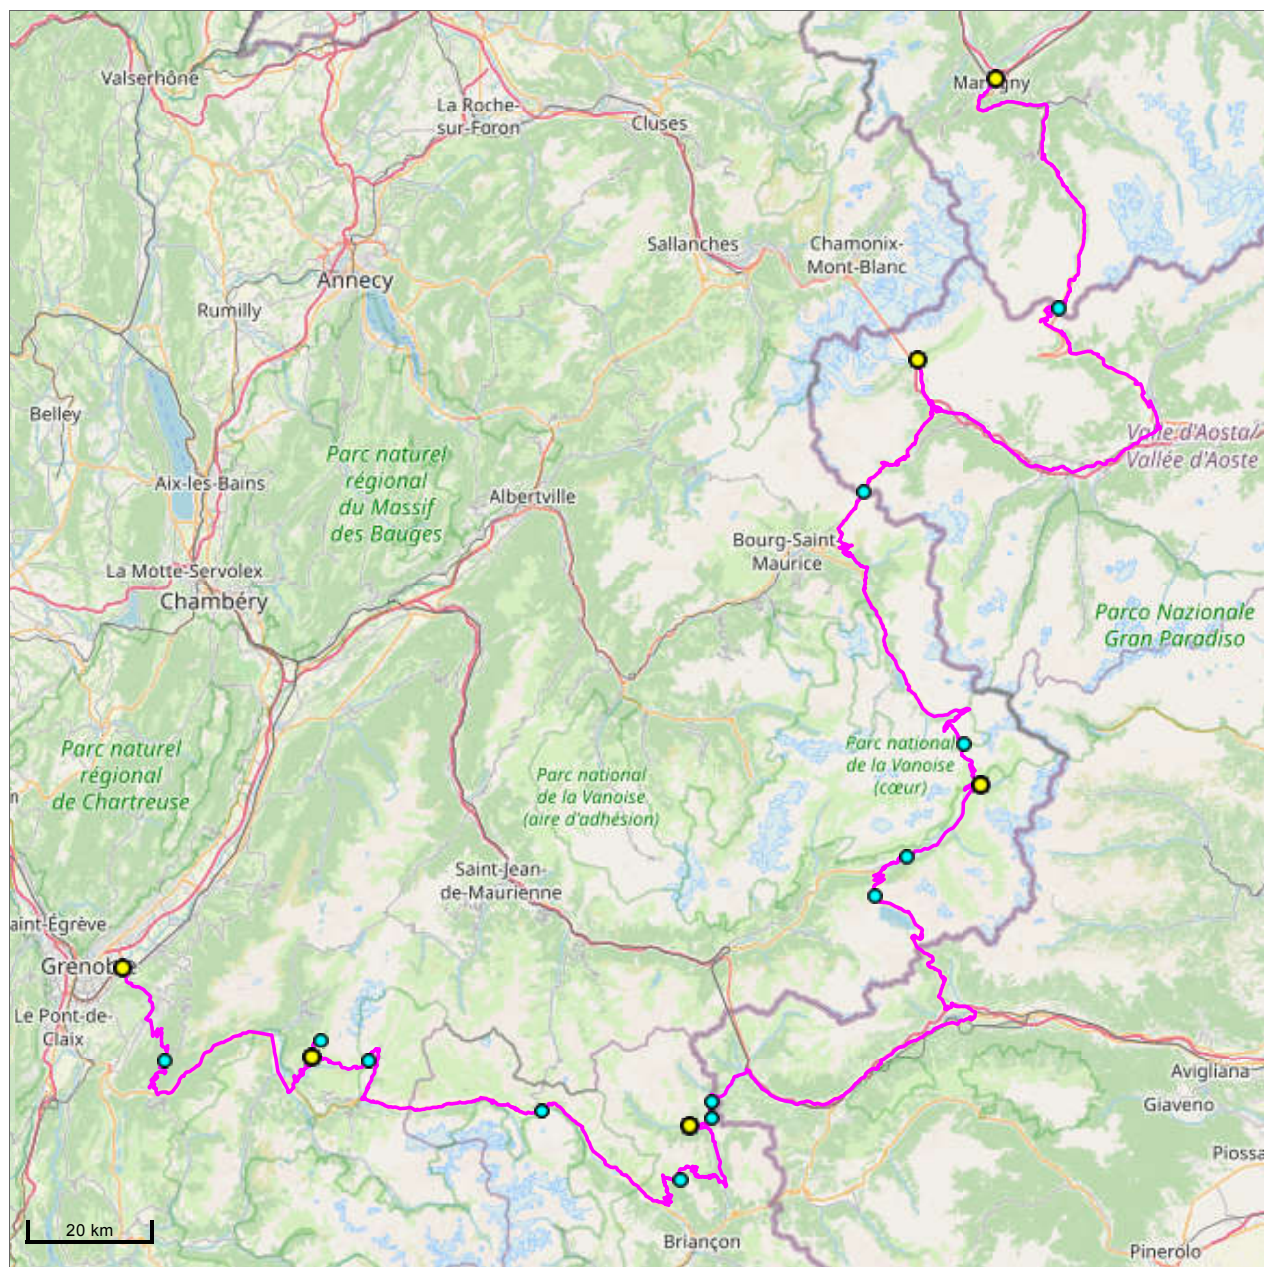 Valserhône
La Roche-
sur-Foron
Cluses
Martigny
Sallanches
Chamonix-
Mont-Blanc
Annecy
Rumilly
Belley
Aix-les-Bains
Parc naturel
régional
du Massif
des Bauges
Albertville
Valle d'Aosta/
Vallée d'Aoste
Bourg-Saint
Maurice
La Motte-Servolex
Chambéry
Parco Nazionale
Gran Paradiso
Parc naturel
régional
de Chartreuse
Parc national
de la Vanoise
(cœur)
Parc national
de la Vanoise
(aire d'adhésion)
Saint-Jean-
de-Maurienne
aint-Égrève
Grenoble
Le Pont-de-
Claix
Avigliana
Giaveno
Piossa
Briançon
Pinerolo
20 km